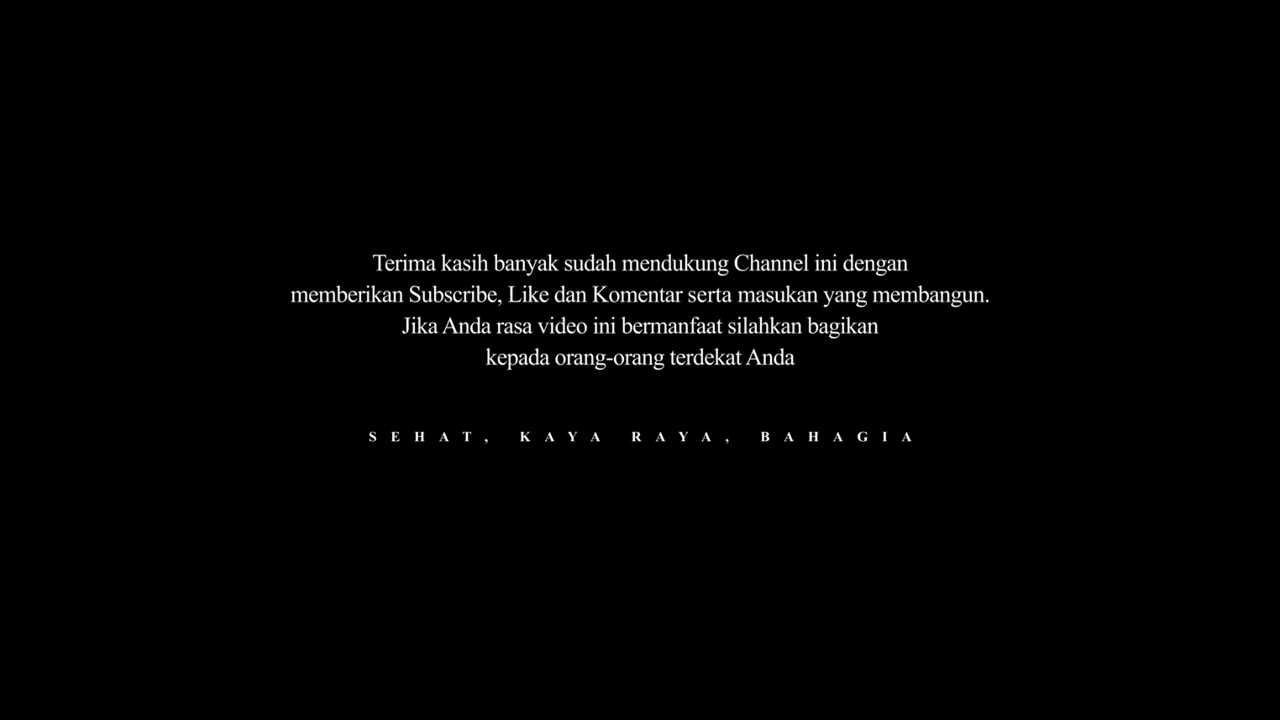 Terima kasih banyak sudah mendukung Channel ini dengan
memberikan Subscribe, Like dan Komentar serta masukan yang membangun.
Jika Anda rasa video ini bermanfaat silahkan bagikan
kepada orang-orang terdekat Anda
SEHAT, KAYA RAYA, BAHAGIA